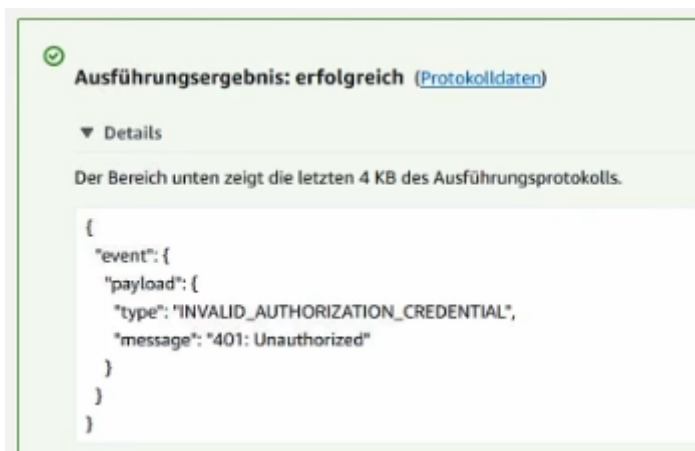 Ausführungsergebnis: erfolgreich (Protokolldaten)
▼ Details
Der Bereich unten zeigt die letzten 4 KB des Ausführungsprotokolls.
{
"event": {
"payload": {
"type": "INVALID_AUTHORIZATION_CREDENTIAL",
"message": "401: Unauthorized"
}
}
}